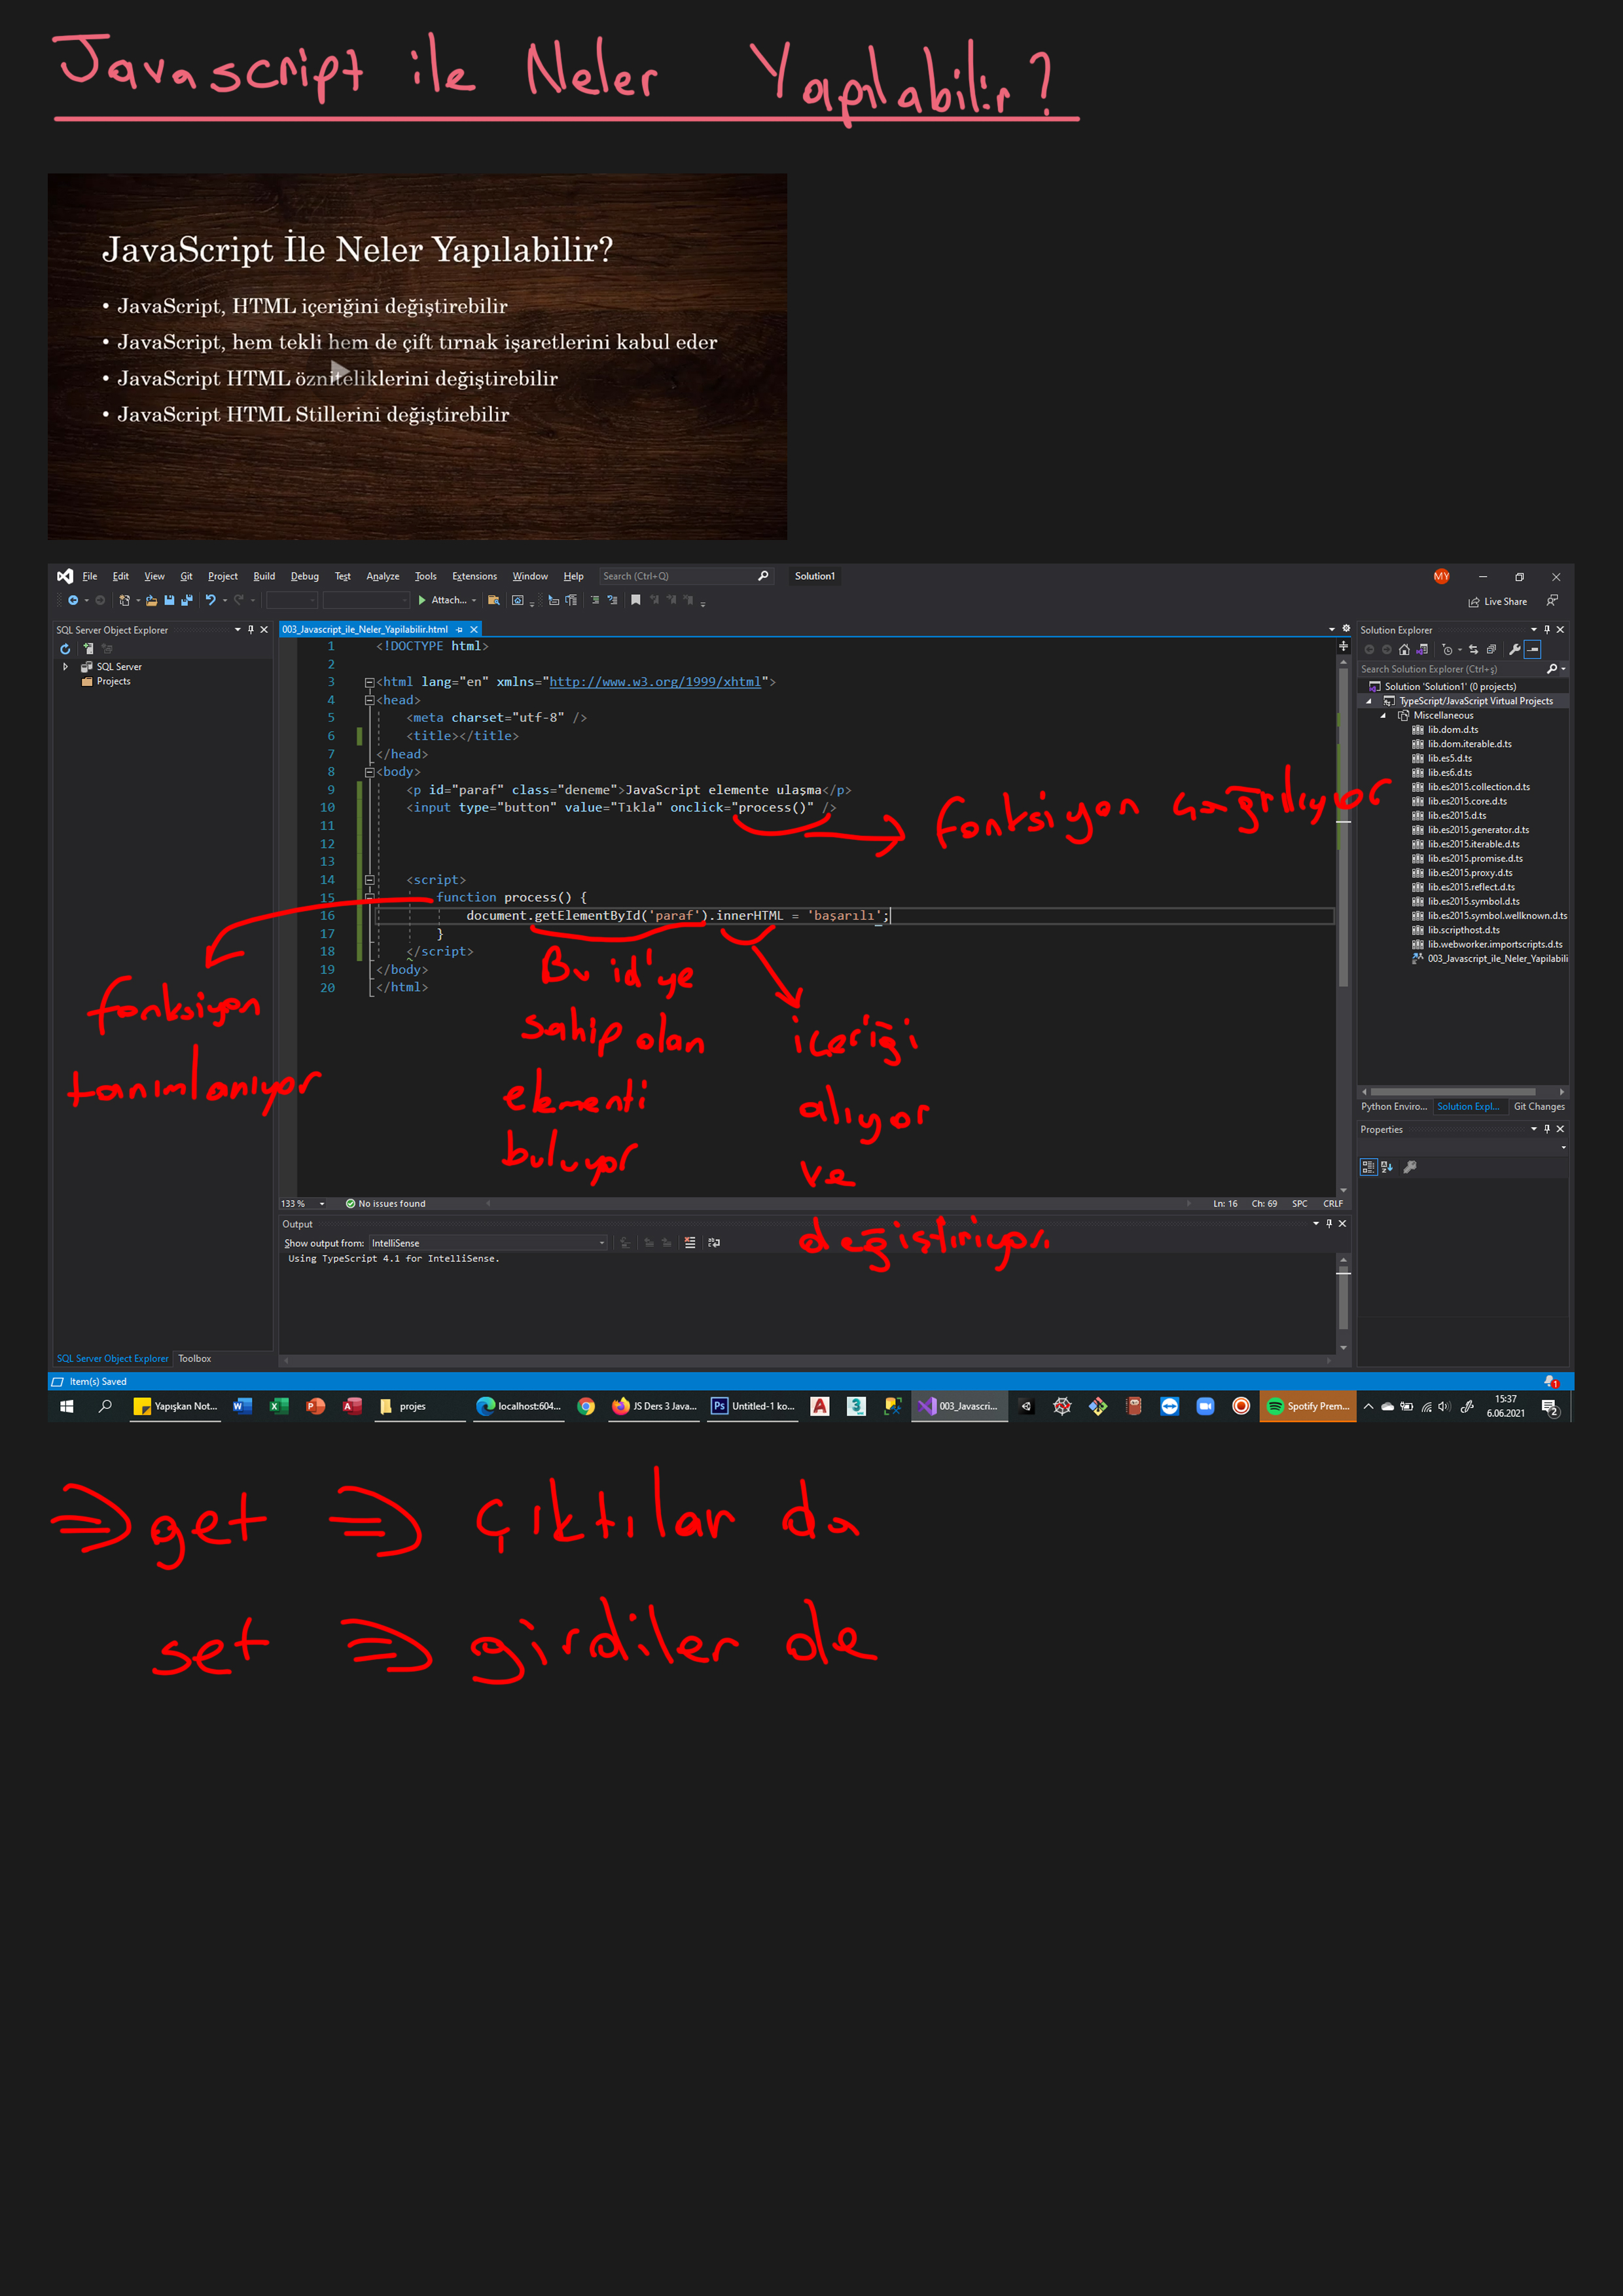 Javascript ile Neler Yapılabilir?
JavaScript İle Neler Yapılabilir?
• JavaScript, HTML içeriğini değiştirebilir
• JavaScript, hem tekli hem de çift tırnak işaretlerini kabul eder
• JavaScript HTML özniteliklerini değiştirebilir
• JavaScript HTML Stillerini değiştirebilir
File Edit View Git Project Build Debug Test Analyze Tools Extensions Window Help Search (Ctrl+Q) Solution1 MY
Attach... Live Share
SQL Server Object Explorer
SQL Server
Projects
003_Javascript_ile_Neler_Yapilabilir.html
1 <!DOCTYPE html>
2
3 <html lang="en" xmlns="http://www.w3.org/1999/xhtml">
4 <head>
5 <meta charset="utf-8" />
6 <title></title>
7 </head>
8 <body>
9 <p id="paraf" class="deneme">JavaScript elemente ulaşma</p>
10 <input type="button" value="Tıkla" onclick="process()" />
11
12
13
14 <script>
15 function process() {
16 document.getElementById('paraf').innerHTML = 'başarılı';
17 }
18 </script>
19 </body>
20 </html>
fonksiyon çağrılıyor
fonksiyon
tanımlanıyor
Bu id'ye
sahip olan
elementi
buluyor
içeriği
alıyor
ve
değiştiriyor.
Solution Explorer
Search Solution Explorer (Ctrl+ş)
Solution 'Solution1' (0 projects)
TypeScript/JavaScript Virtual Projects
Miscellaneous
lib.dom.d.ts
lib.dom.iterable.d.ts
lib.es5.d.ts
lib.es6.d.ts
lib.es2015.collection.d.ts
lib.es2015.core.d.ts
lib.es2015.d.ts
lib.es2015.generator.d.ts
lib.es2015.iterable.d.ts
lib.es2015.promise.d.ts
lib.es2015.proxy.d.ts
lib.es2015.reflect.d.ts
lib.es2015.symbol.d.ts
lib.es2015.symbol.wellknown.d.ts
lib.scripthost.d.ts
lib.webworker.importscripts.d.ts
003_Javascript_ile_Neler_Yapilabili
Python Enviro... Solution Expl... Git Changes
Properties
133 % No issues found Ln: 16 Ch: 69 SPC CRLF
Output
Show output from: IntelliSense
Using TypeScript 4.1 for IntelliSense.
SQL Server Object Explorer Toolbox
Item(s) Saved 1
Yapışkan Not... projes localhost:604... JS Ders 3 Java... Untitled-1 ko... 003_Javascri... Spotify Prem... 15:37
6.06.2021 2
⇒ get ⇒ çıktılar da
set ⇒ girdiler de